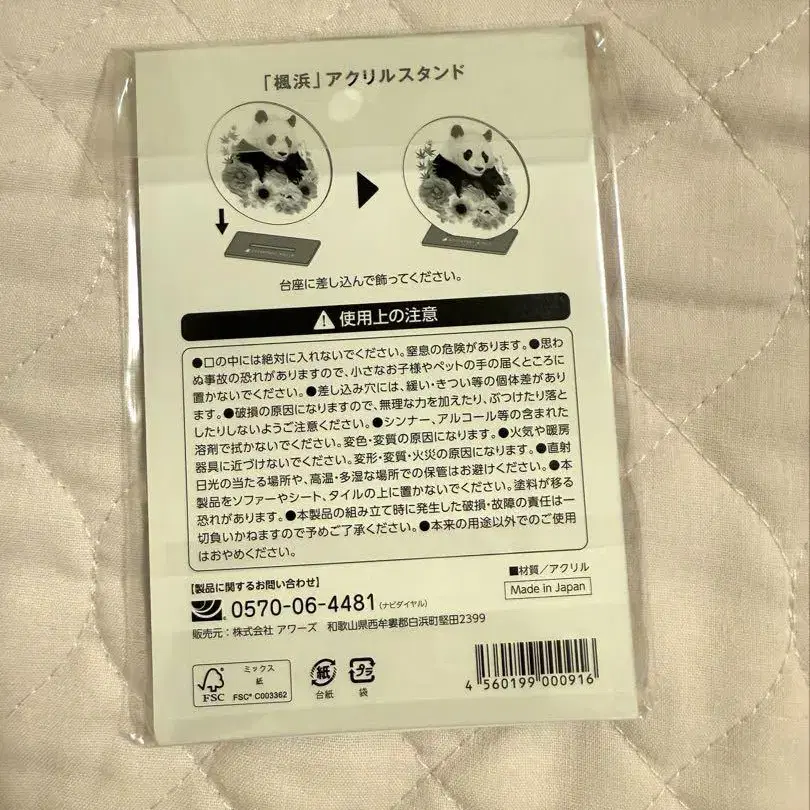 「楓浜」アクリルスタンド
台座に差し込んで飾ってください。
使用上の注意
●口の中には絶対に入れないでください。窒息の危険があります。●思わ
ぬ事故の恐れがありますので、小さなお子様やペットの手の届くところに
置かないでください。●差し込み穴には、緩い・きつい等の個体差があり
ます。●破損の原因になりますので、無理な力を加えたり、ぶつけたり落と
したりしないようご注意ください。●シンナー、アルコール等の含まれた
溶剤で拭かないでください。変色・変質の原因になります。●火気や暖房
器具に近づけないでください。変形・変質・火災の原因になります。●直射
日光の当たる場所や、高温・多湿な場所での保管はお避けください。●本
製品をソファーやシート、タイルの上に置かないでください。塗料が移る
恐れがあります。●本製品の組み立て時に発生した破損・故障の責任は一
切負いかねますので予めご了承ください。●本来の用途以外でのご使用
はおやめください。
■材質/アクリル
【製品に関するお問い合わせ】
Made in Japan
0570-06-4481(ナビダイヤル)
販売元:株式会社 アワーズ 和歌山県西牟婁郡白浜町堅田2399
FSC
ミックス
紙
FSC® C003362
紙
台紙
プラ
袋
4 560199 000916